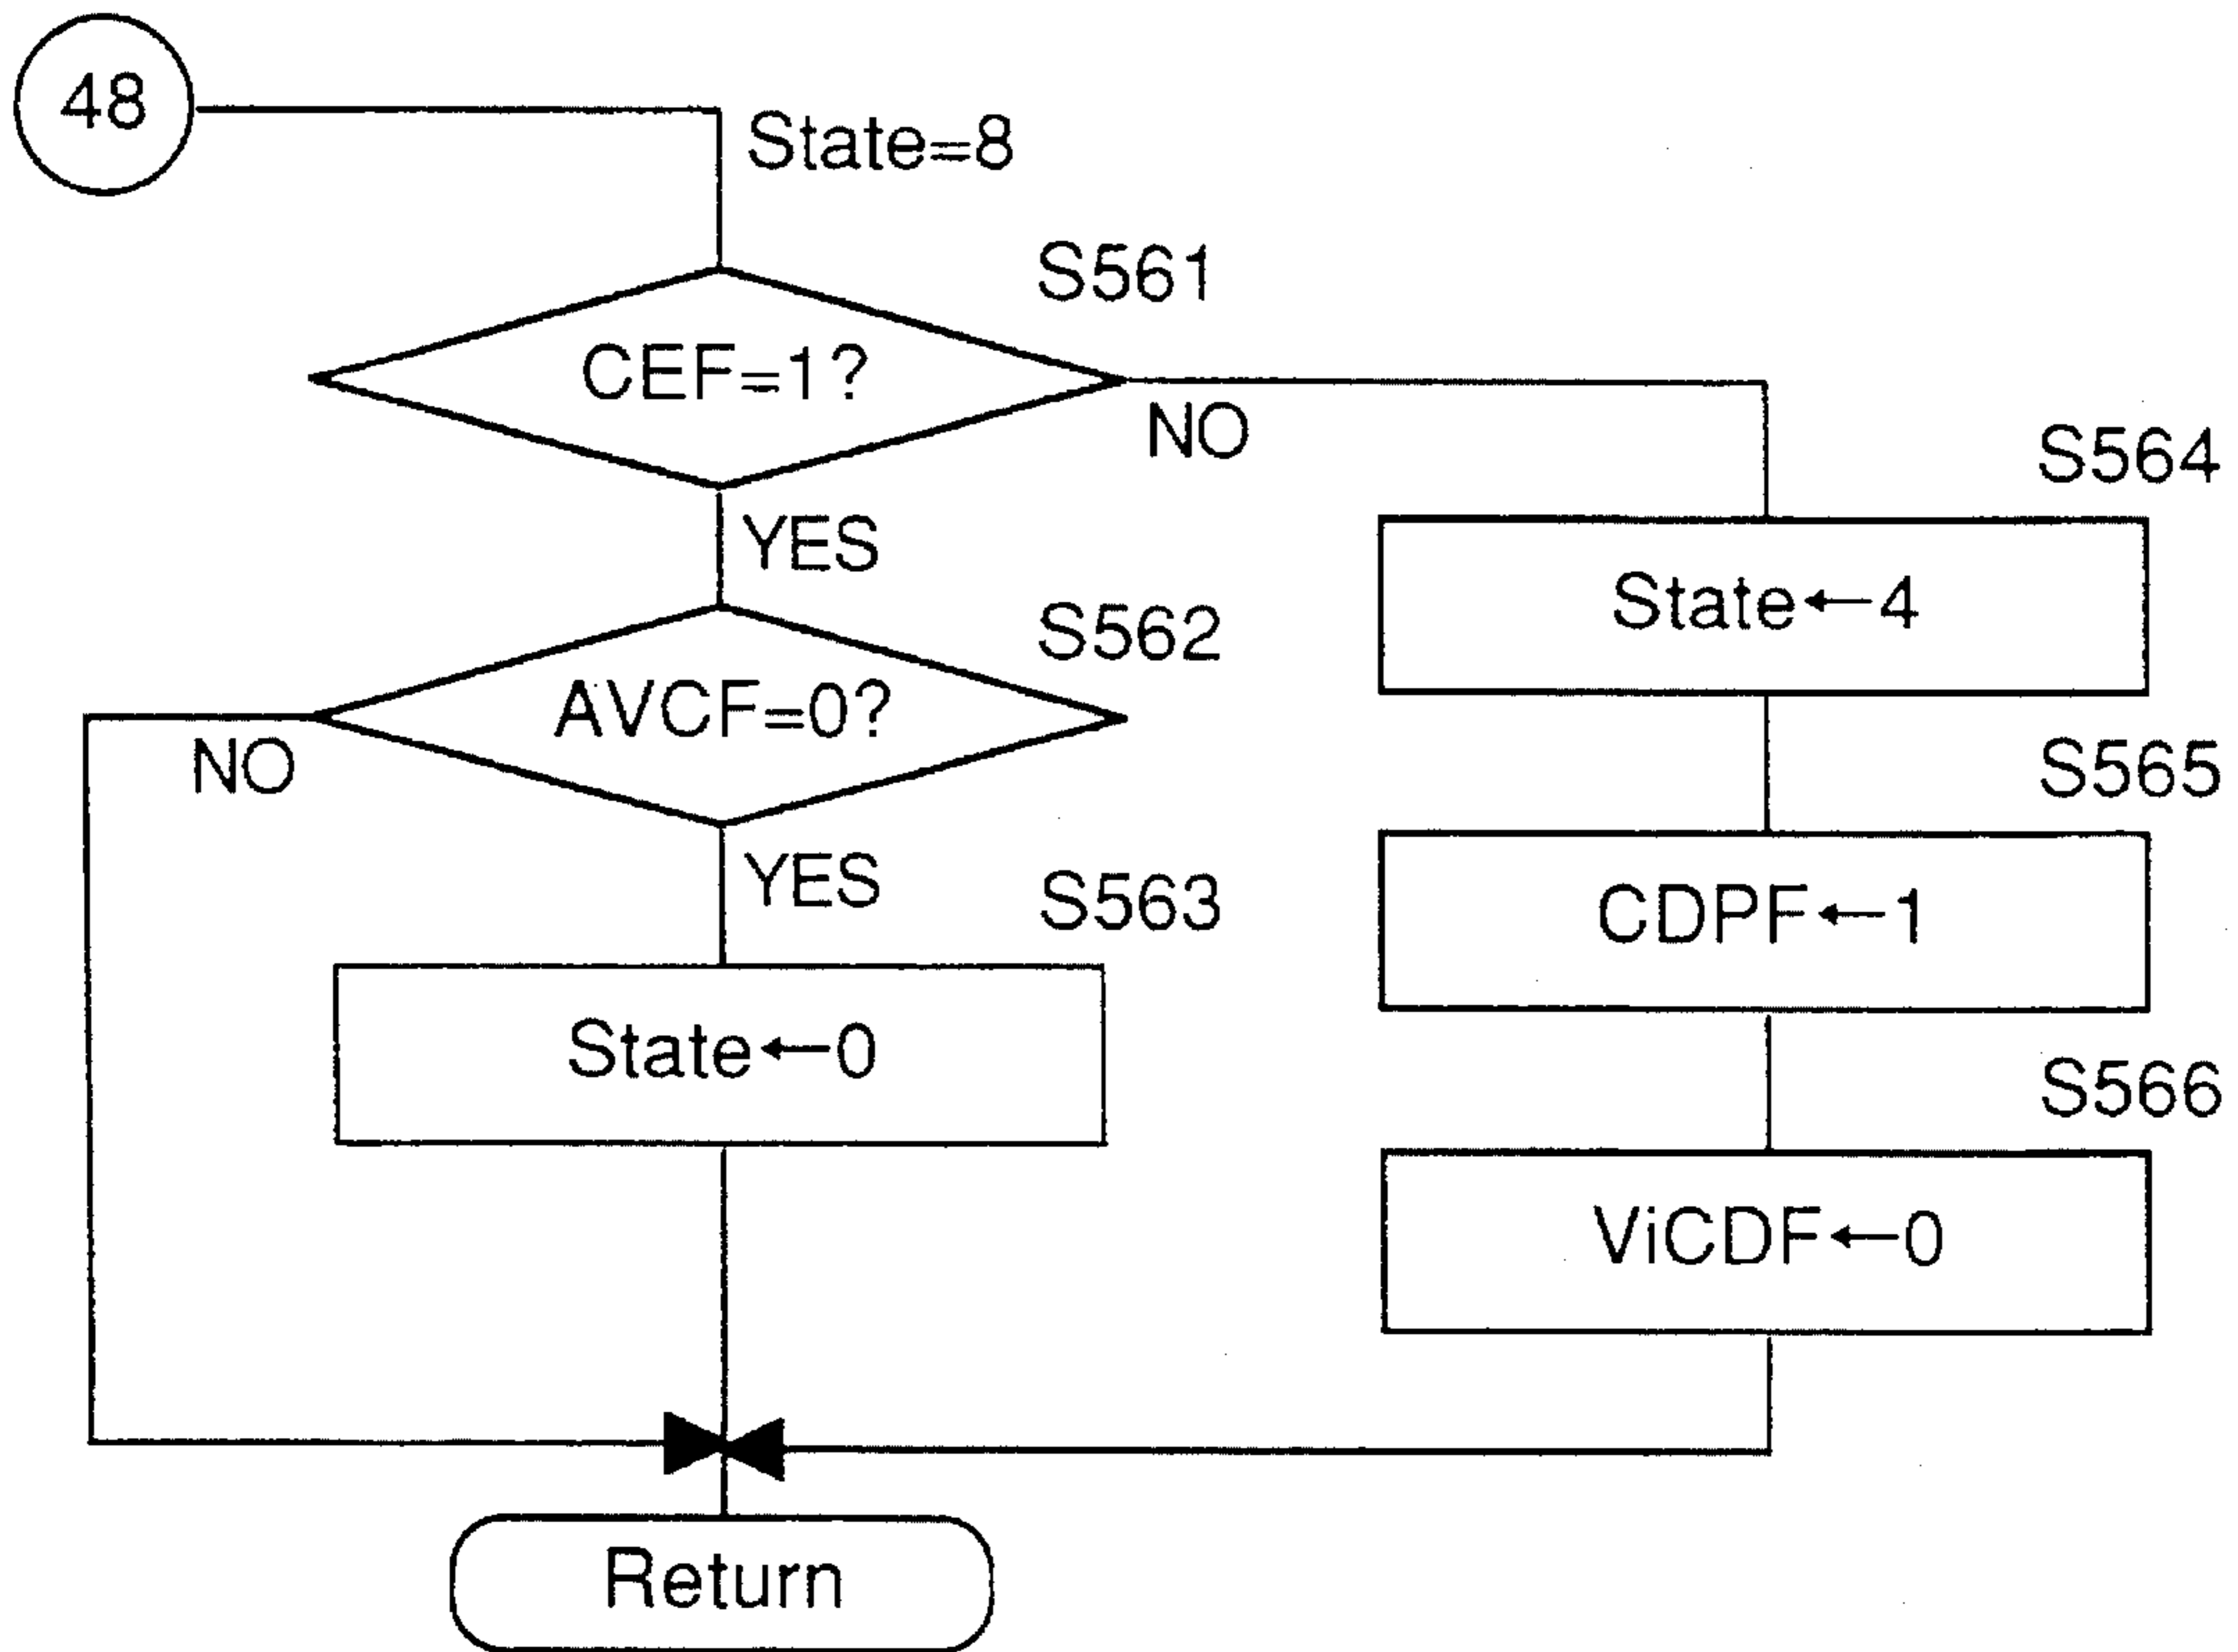 48
State=8
S561
CEF=1?
NO
YES
S562
AVCF=0?
NO
YES
S563
State←0
S564
State←4
S565
CDPF←1
S566
ViCDF←0
Return